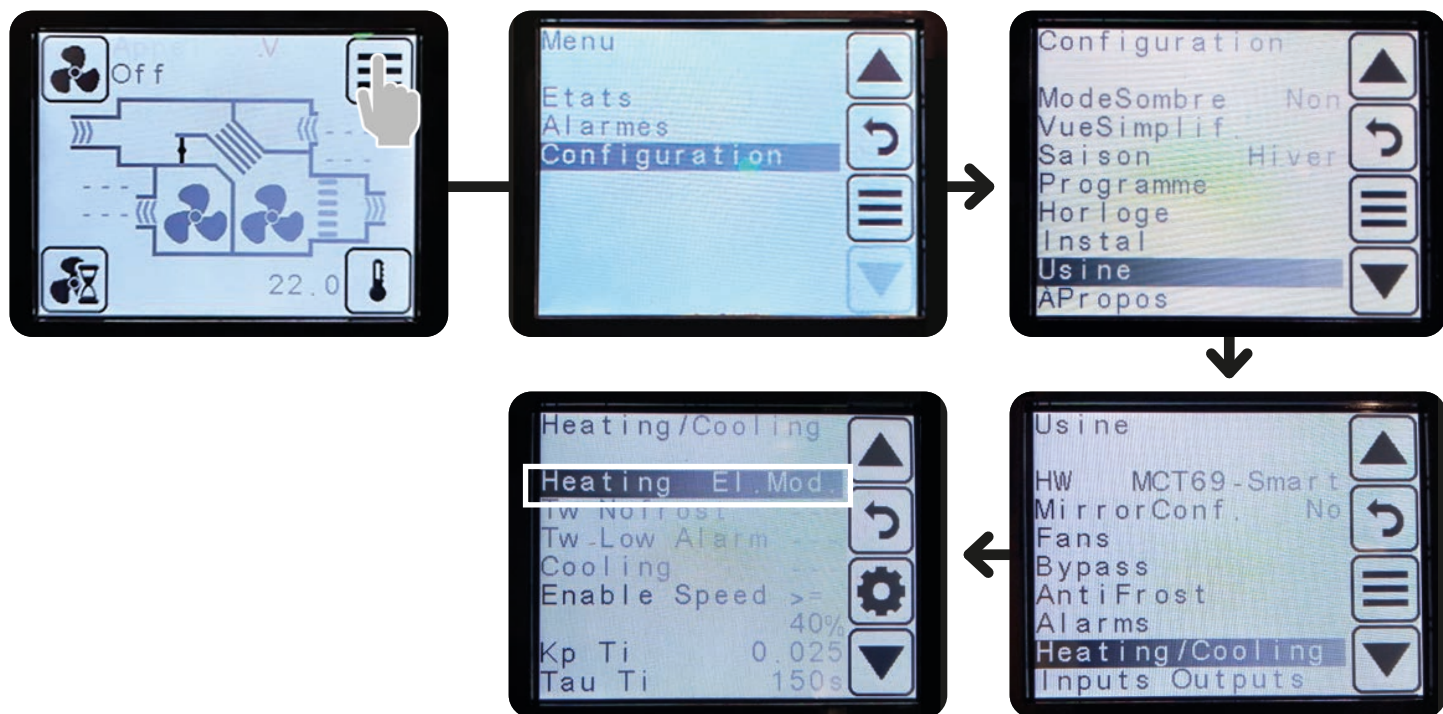 Appel .V
Off
22.0
Menu
Etats
Alarmes
Configuration
Configuration
ModeSombre Non
VueSimplif.
Saison Hiver
Programme
Horloge
Instal
Usine
ÀPropos
Usine
HW MCT69-Smart
MirrorConf. No
Fans
Bypass
AntiFrost
Alarms
Heating/Cooling
Inputs Outputs
Heating/Cooling
Heating El.Mod.
Tw Nofrost ---
Tw-Low Alarm ---
Cooling ---
Enable Speed >=
40%
Kp Ti 0.025
Tau Ti 150s